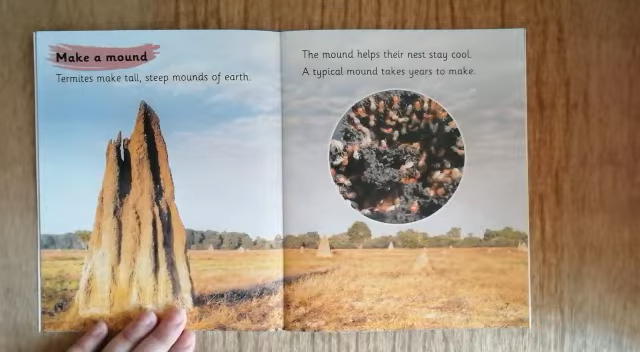 Make a mound
Termites make tall, steep mounds of earth.
The mound helps their nest stay cool.
A typical mound takes years to make.